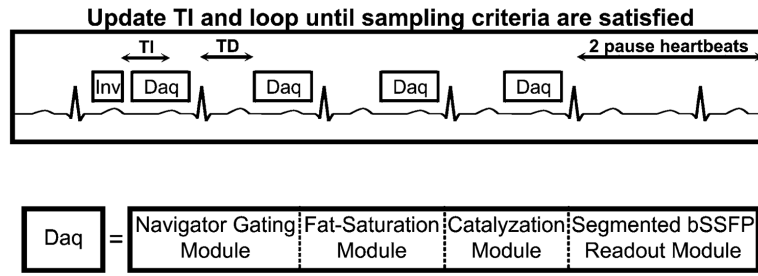 Update TI and loop until sampling criteria are satisfied
TI
TD
2 pause heartbeats
Inv
Daq
Daq
Daq
Daq
Daq
=
Navigator Gating
Module
Fat-Saturation
Module
Catalyzation
Module
Segmented bSSFP
Readout Module